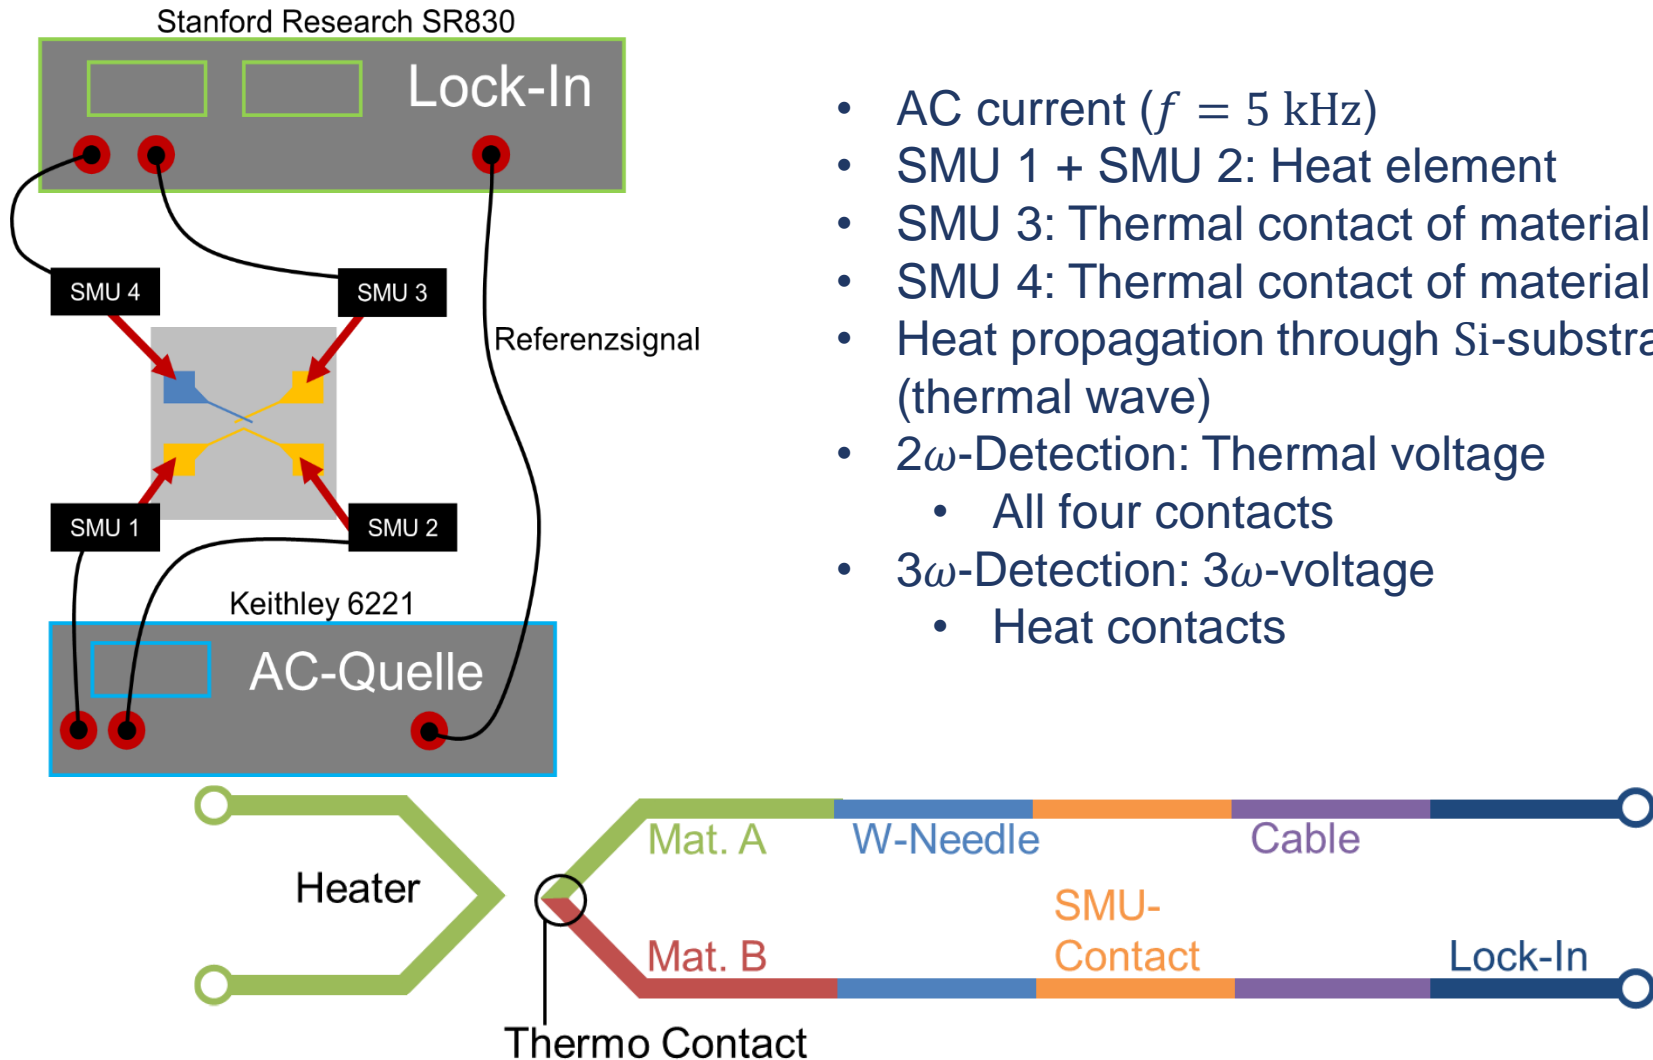 Stanford Research SR830
Lock-In
SMU 4
SMU 3
Referenzsignal
SMU 1
SMU 2
Keithley 6221
AC-Quelle
• AC current (𝑓 = 5 kHz)
• SMU 1 + SMU 2: Heat element
• SMU 3: Thermal contact of material
• SMU 4: Thermal contact of material
• Heat propagation through Si-substra
(thermal wave)
• 2𝜔-Detection: Thermal voltage
• All four contacts
• 3𝜔-Detection: 3𝜔-voltage
• Heat contacts
Heater
Mat. A
W-Needle
Cable
SMU-
Contact
Mat. B
Lock-In
Thermo Contact